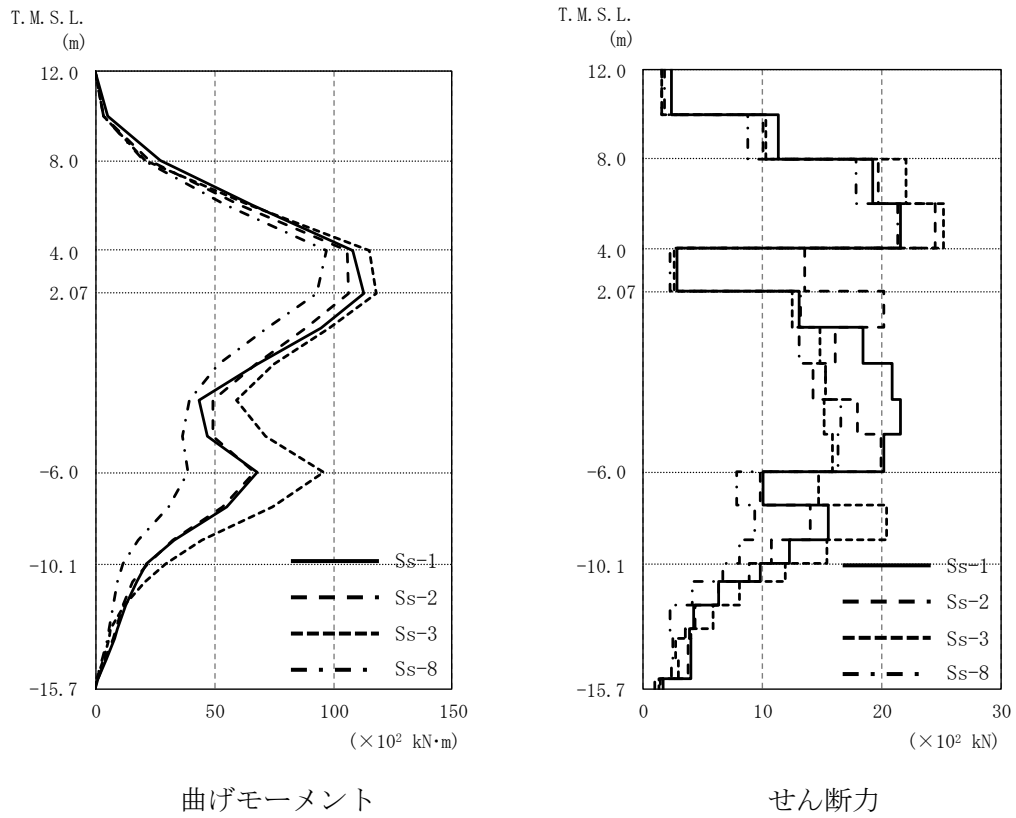 T. M. S. L.
(m)
12.0
8.0
4.0
2.07
-6.0
-10.1
-15.7
Ss-1
Ss-2
Ss-3
Ss-8
0 50 100 150
(×10² kN·m)
曲げモーメント
T. M. S. L.
(m)
12.0
8.0
4.0
2.07
-6.0
-10.1
-15.7
Ss-1
Ss-2
Ss-3
Ss-8
0 10 20 30
(×10² kN)
せん断力